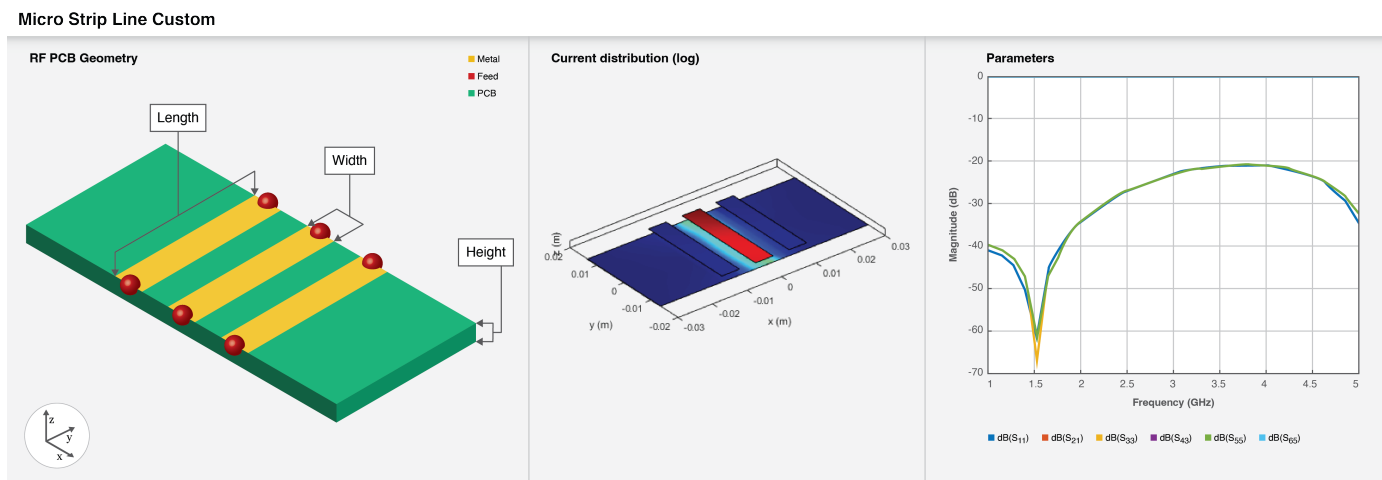 Micro Strip Line Custom
RF PCB Geometry
Metal
Feed
PCB
Length
Width
Height
z
y
x
Current distribution (log)
z (m)
0.02
0.01
0
-0.01
-0.02
y (m)
-0.03
-0.02
-0.01
0
0.01
0.02
0.03
x (m)
Parameters
0
-10
-20
-30
-40
-50
-60
-70
Magnitude (dB)
1 1.5 2 2.5 3 3.5 4 4.5 5
Frequency (GHz)
dB(S11) dB(S21) dB(S33) dB(S43) dB(S55) dB(S65)